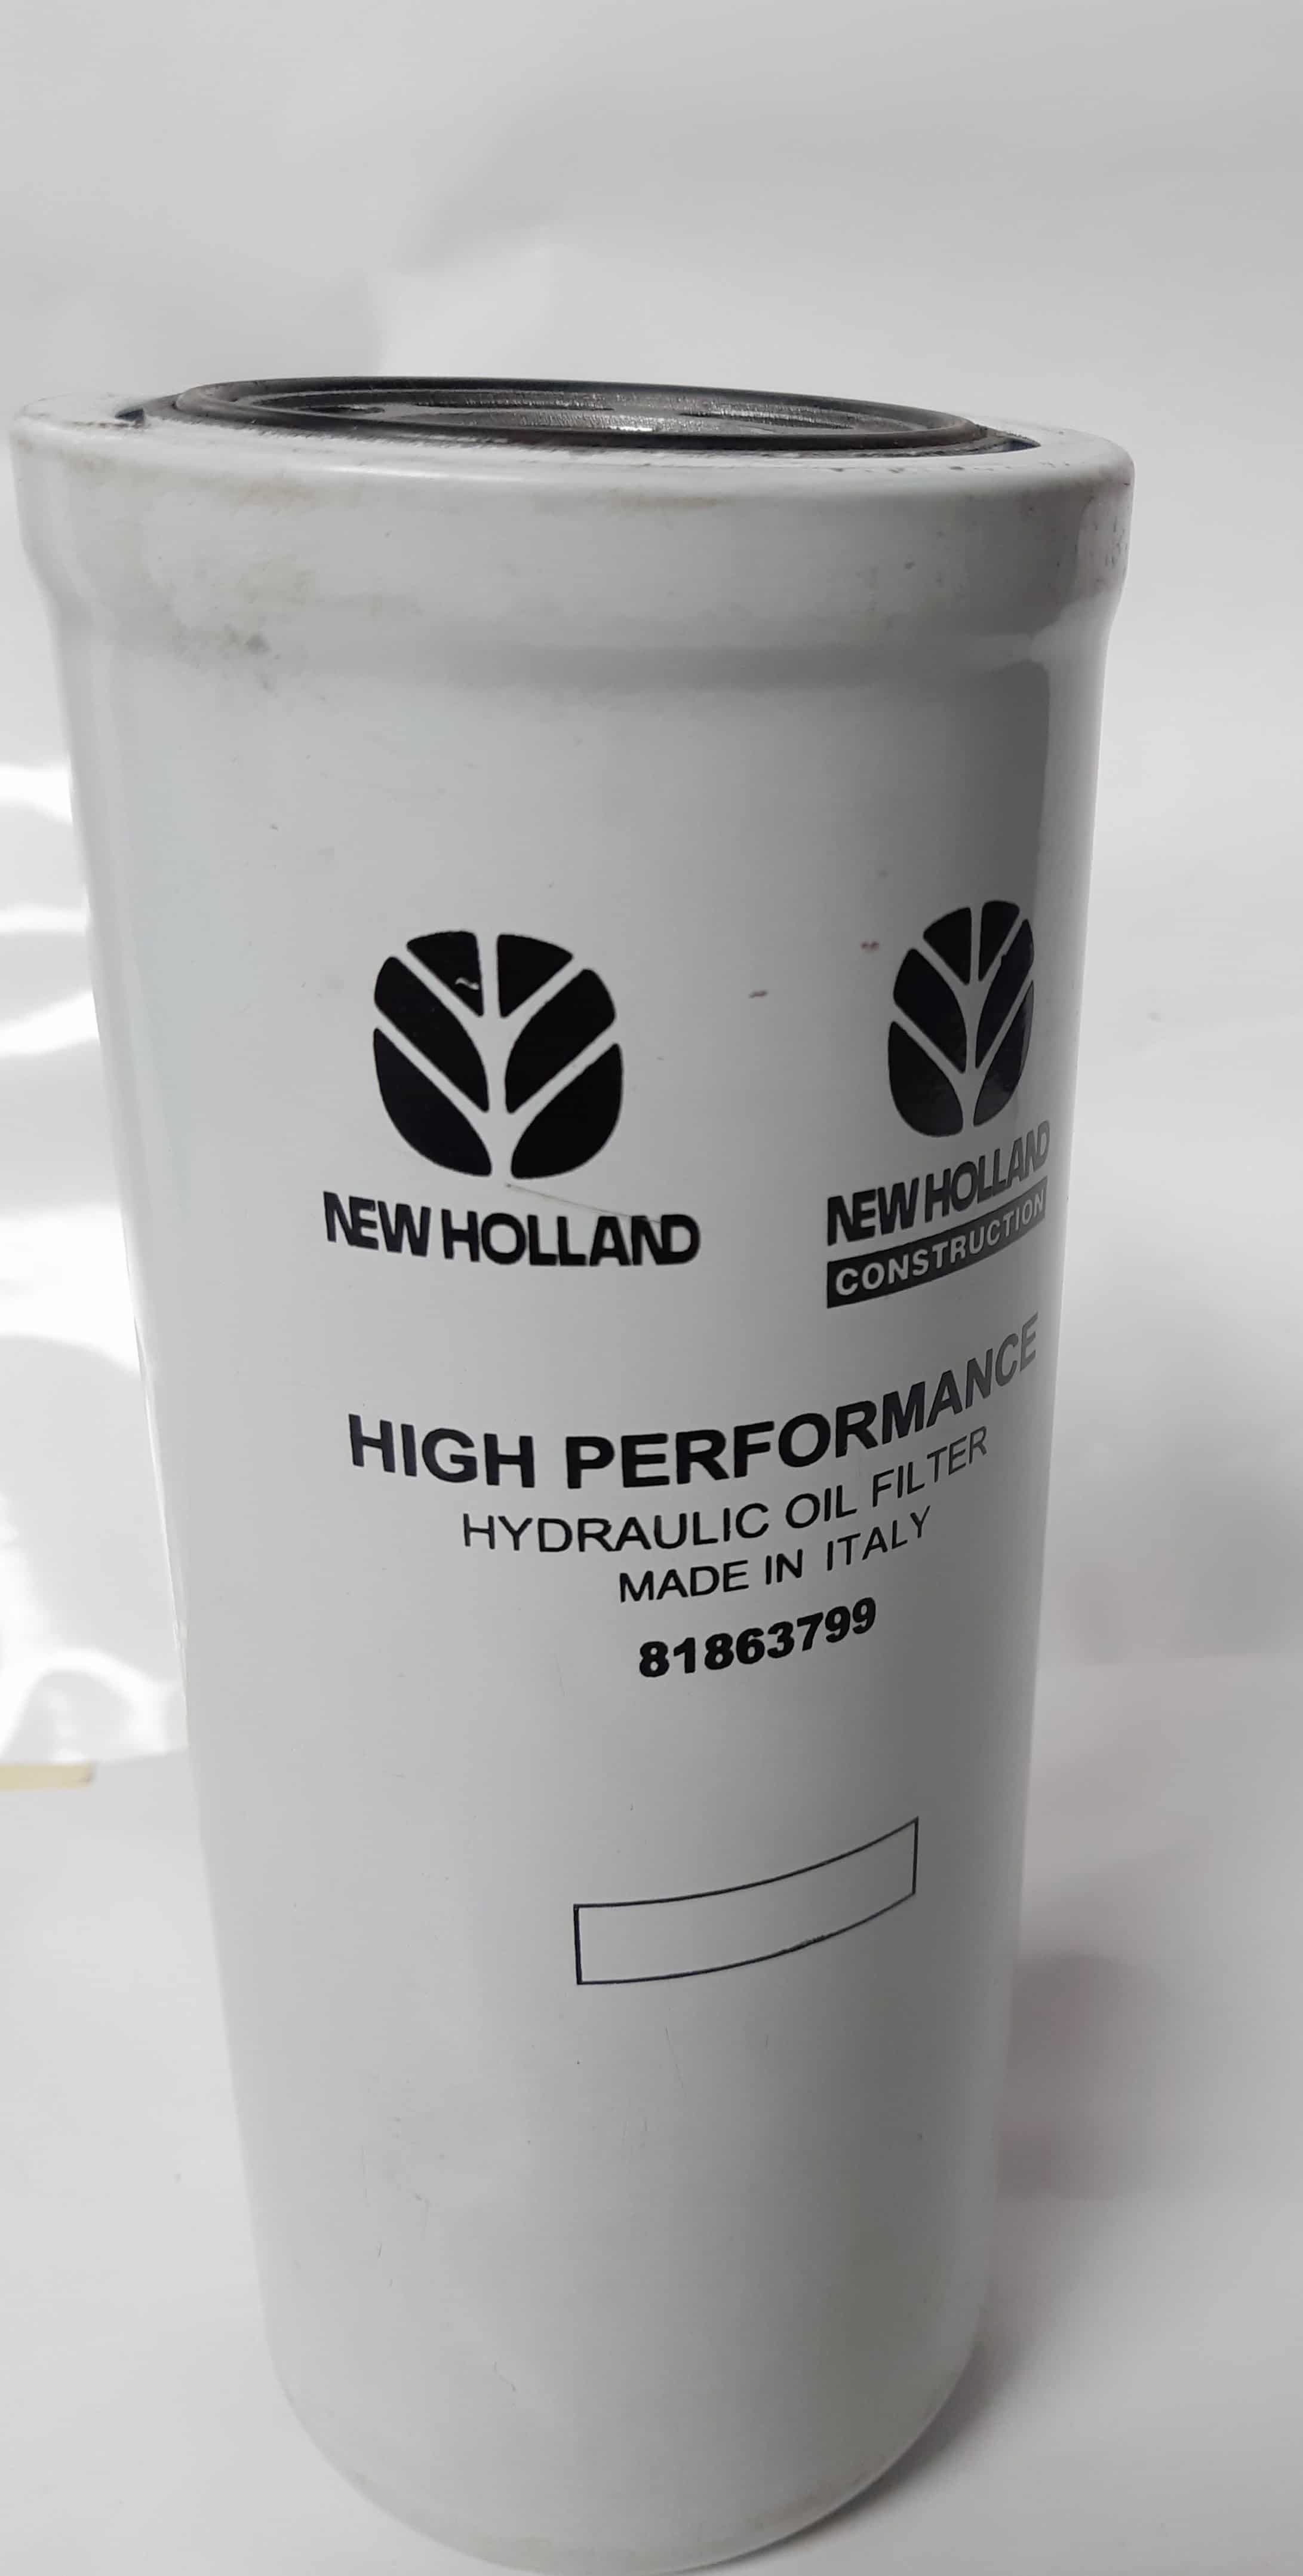 NEW HOLLAND
NEW HOLLAND
CONSTRUCTION
HIGH PERFORMANCE
HYDRAULIC OIL FILTER
MADE IN ITALY
81863799